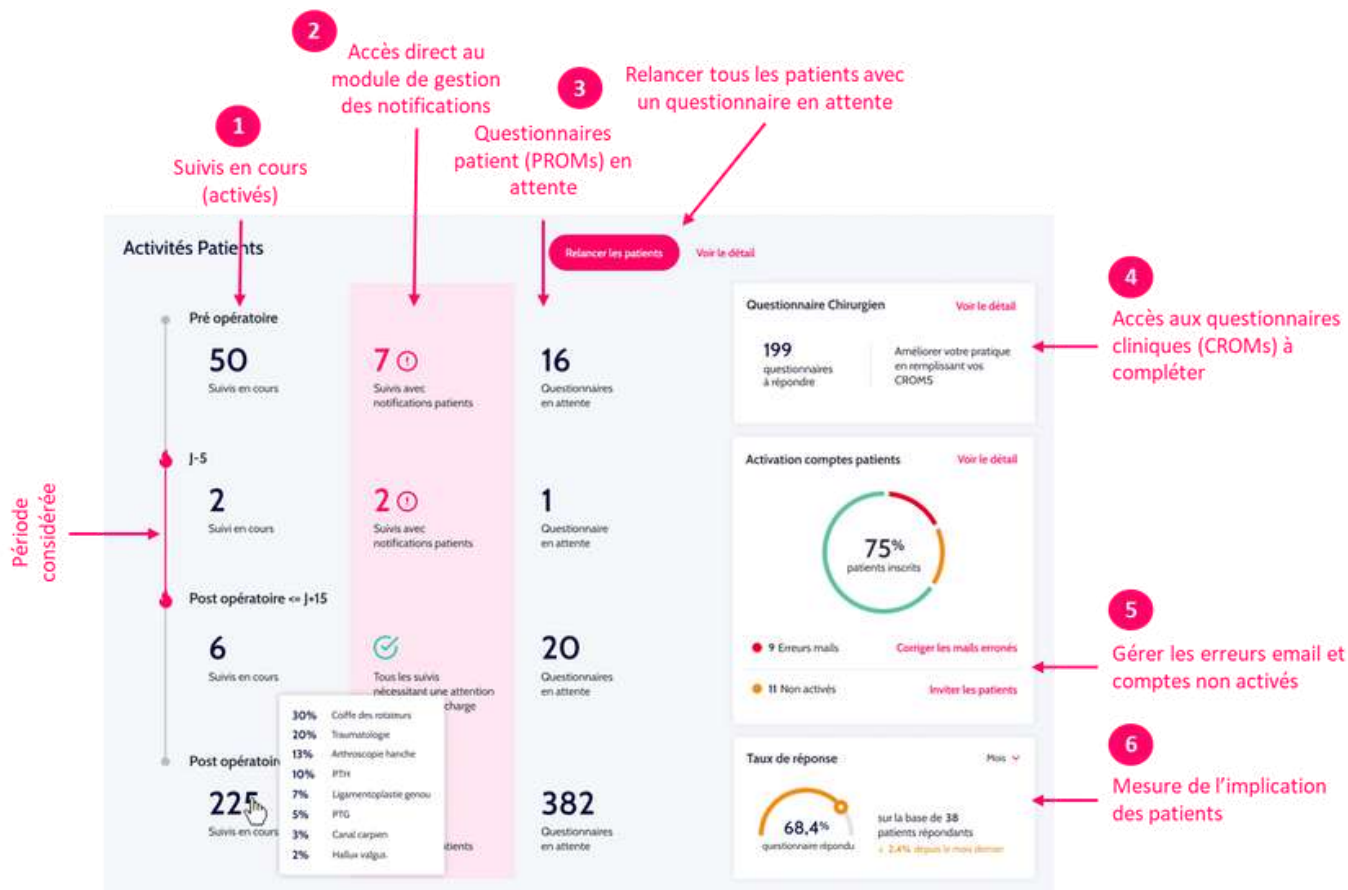 2
Accès direct au
module de gestion
des notifications
3
Relancer tous les patients avec
un questionnaire en attente
1
Questionnaires
patient (PROMs) en
attente
Suivis en cours
(activés)
Activités Patients
Relancer les patients
Voir le détail
Pré opératoire
50
Suivis en cours
7
Suivis avec
notifications patients
16
Questionnaires
en attente
Questionnaire Chirurgien
Voir le détail
199
questionnaires
à répondre
Améliorer votre pratique
en remplissant vos
CROMS
4
Accès aux questionnaires
cliniques (CROMs) à
compléter
Période
considérée
J-5
2
Suivi en cours
2
Suivis avec
notifications patients
1
Questionnaire
en attente
Activation comptes patients
Voir le détail
75%
patients inscrits
9 Erreurs mails
Corriger les mails erronés
11 Non activés
Inviter les patients
5
Gérer les erreurs email et
comptes non activés
Post opératoire <= J+15
6
Suivis en cours
Tous les suivis
nécessitant une attention
charge
20
Questionnaires
en attente
30% Coiffe des rotateurs
20% Traumatologie
13% Arthroscopie hanche
10% PTH
7% Ligamentoplastie genou
5% PTG
3% Canal carpien
2% Hallux valgus
Post opératoir
225
Suivis en cours
382
Questionnaires
en attente
Taux de réponse
Mois
68,4%
questionnaire répondu
sur la base de 38
patients répondants
↓ 2.4% depuis le mois dernier
6
Mesure de l'implication
des patients